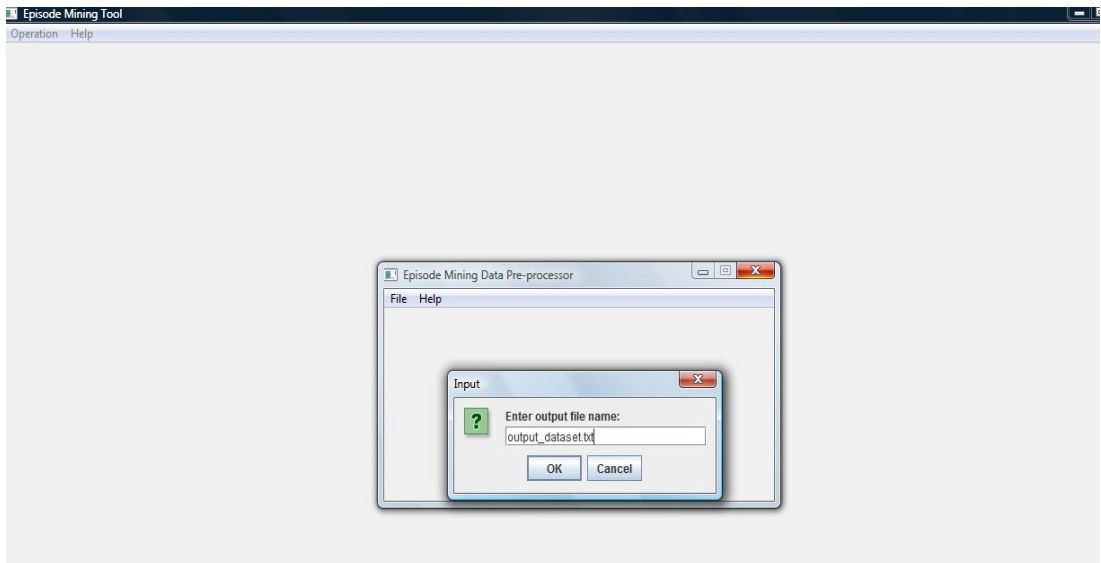 Episode Mining Tool
Operation Help
Episode Mining Data Pre-processor
File Help
Input
Enter output file name:
output_dataset.txt
OK Cancel